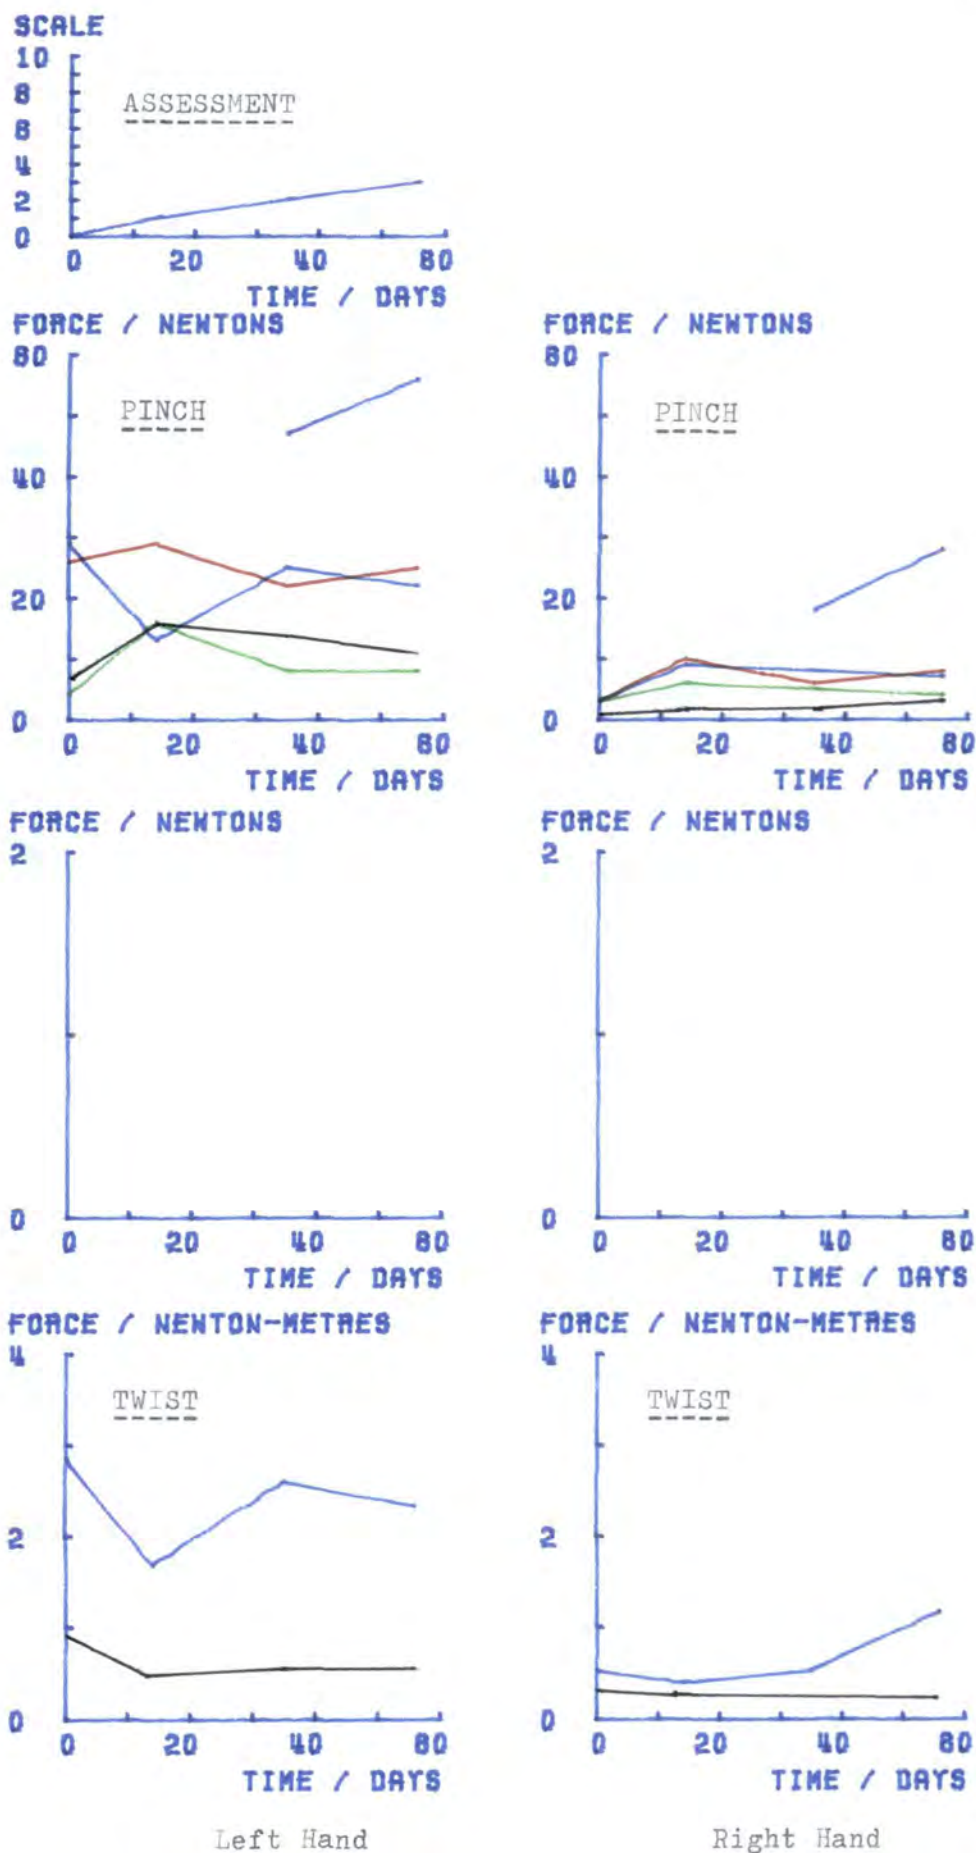 SCALE
10
8
6
4
2
0
ASSESSMENT
0 20 40 60
TIME / DAYS
FORCE / NEWTONS
60
40
20
0
PINCH
0 20 40 60
TIME / DAYS
FORCE / NEWTONS
60
40
20
0
PINCH
0 20 40 60
TIME / DAYS
FORCE / NEWTONS
2
0
0 20 40 60
TIME / DAYS
FORCE / NEWTONS
2
0
0 20 40 60
TIME / DAYS
FORCE / NEWTON-METRES
4
2
0
TWIST
0 20 40 60
TIME / DAYS
Left Hand
FORCE / NEWTON-METRES
4
2
0
TWIST
0 20 40 60
TIME / DAYS
Right Hand